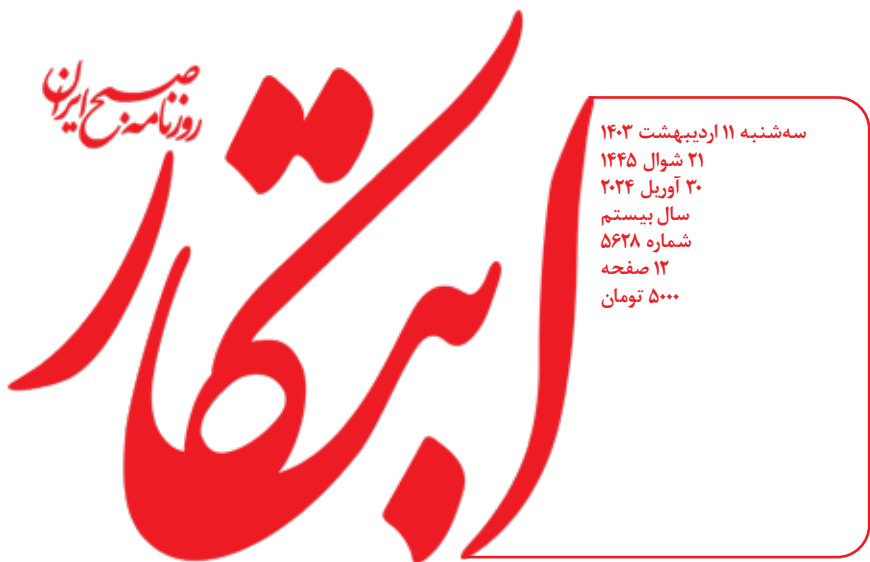 ابتکار
روزنامه صبح ایران
سه‌شنبه ۱۱ اردیبهشت ۱۴۰۳
۲۱ شوال ۱۴۴۵
۳۰ آوریل ۲۰۲۴
سال بیستم
شماره ۵۶۲۸
۱۲ صفحه
۵۰۰۰ تومان